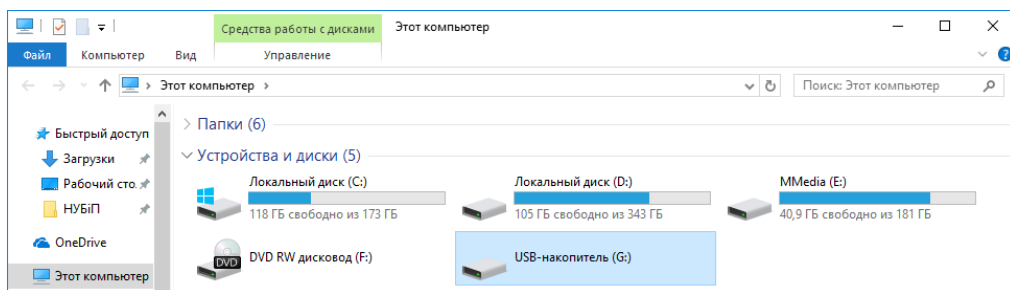 Средства работы с дисками Этот компьютер
Файл Компьютер Вид Управление
Этот компьютер
Поиск: Этот компьютер
Быстрый доступ
Загрузки
Рабочий сто.
НУБіП
OneDrive
Этот компьютер
Папки (6)
Устройства и диски (5)
Локальный диск (C:)
118 ГБ свободно из 173 ГБ
Локальный диск (D:)
105 ГБ свободно из 343 ГБ
MMedia (E:)
40,9 ГБ свободно из 181 ГБ
DVD
DVD RW дисковод (F:)
USB-накопитель (G:)